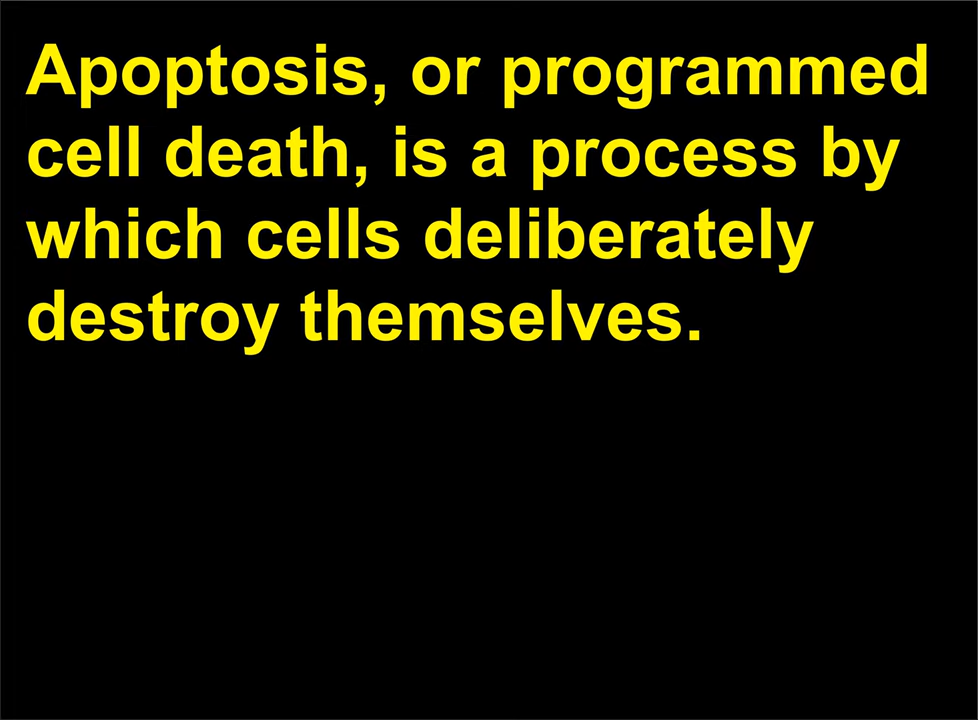 Apoptosis, or programmed
cell death, is a process by
which cells deliberately
destroy themselves.